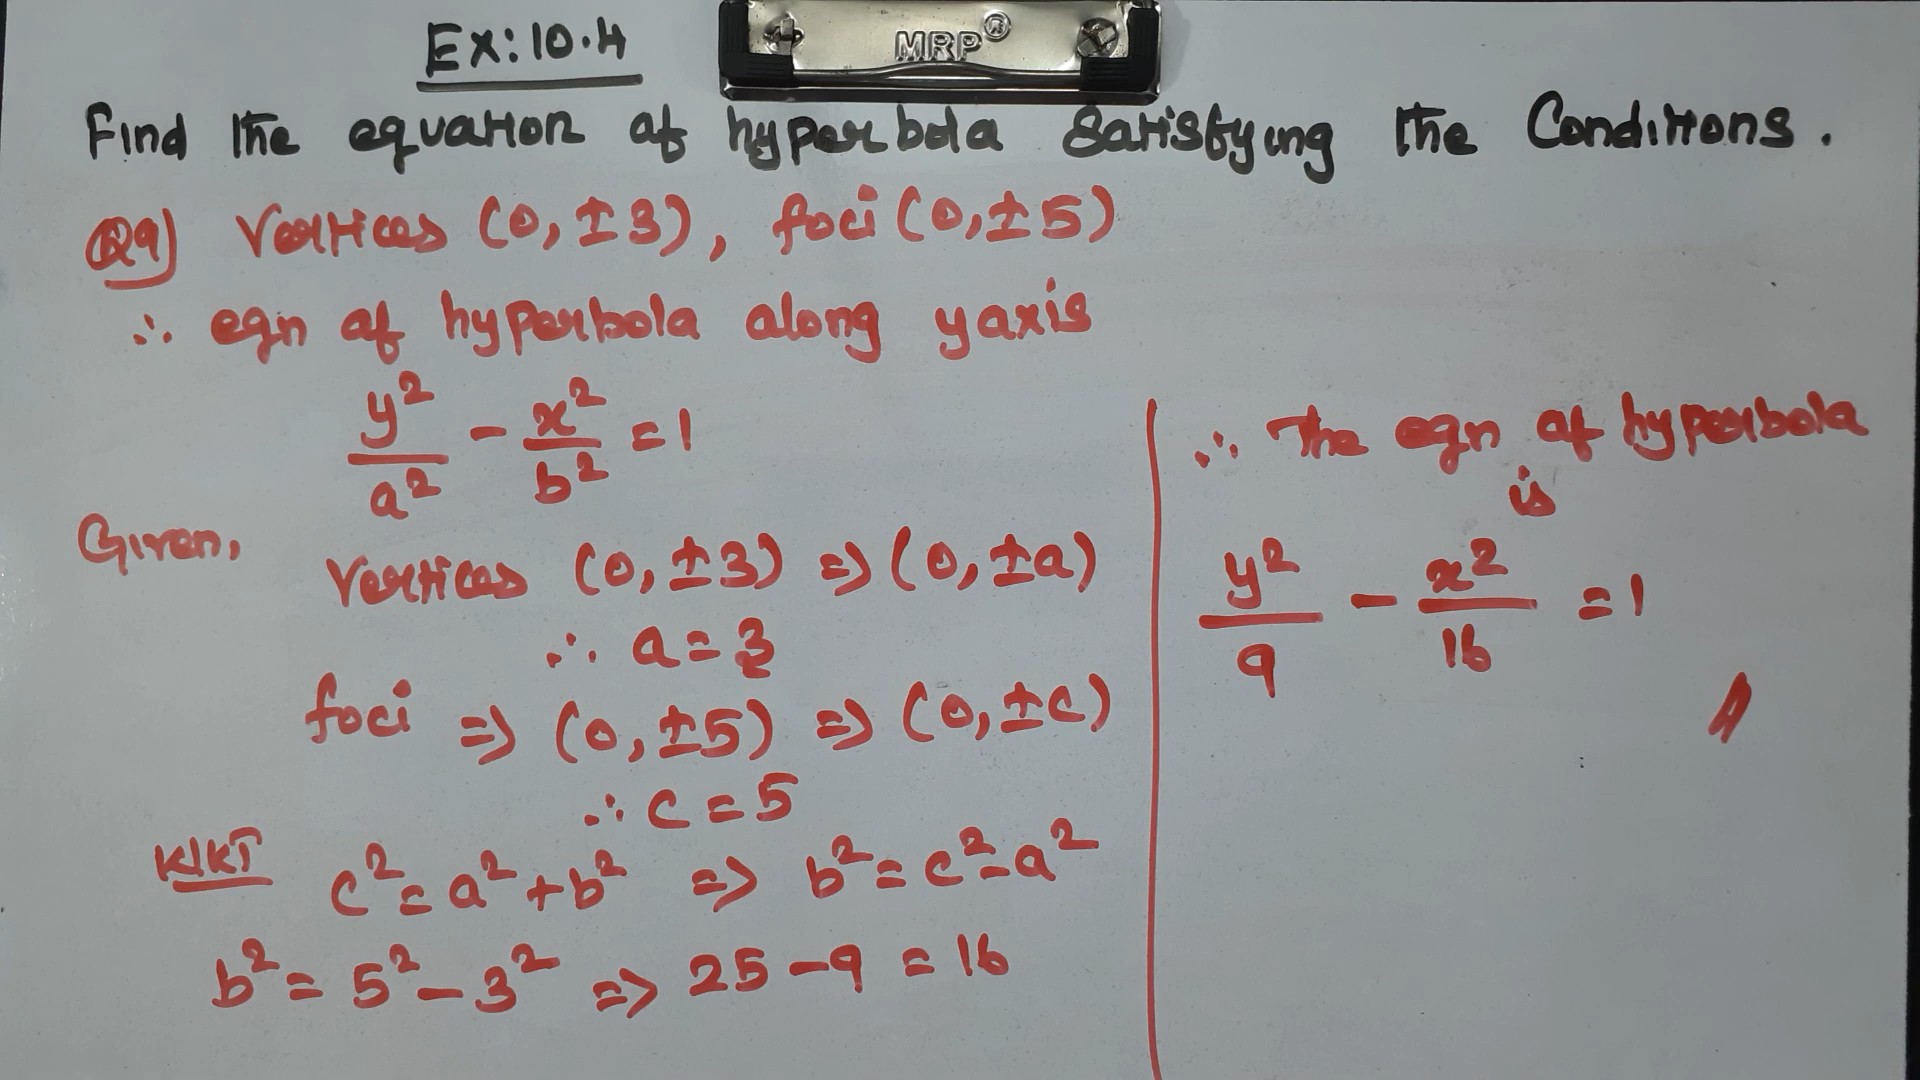 Ex: 10.4
MRP®
Find the equation of hyperbola satisfying the conditions.
Q9) Vertices (0, ±3), foci (0, ±5)
∴ eqn of hyperbola along y axis
y²/a² - x²/b² = 1
Given,
Vertices (0, ±3) => (0, ±a)
∴ a = 3
foci => (0, ±5) => (0, ±c)
∴ c = 5
WKT c² = a² + b² => b² = c² - a²
b² = 5² - 3² => 25 - 9 = 16
∴ The eqn of hyperbola
is
y²/9 - x²/16 = 1